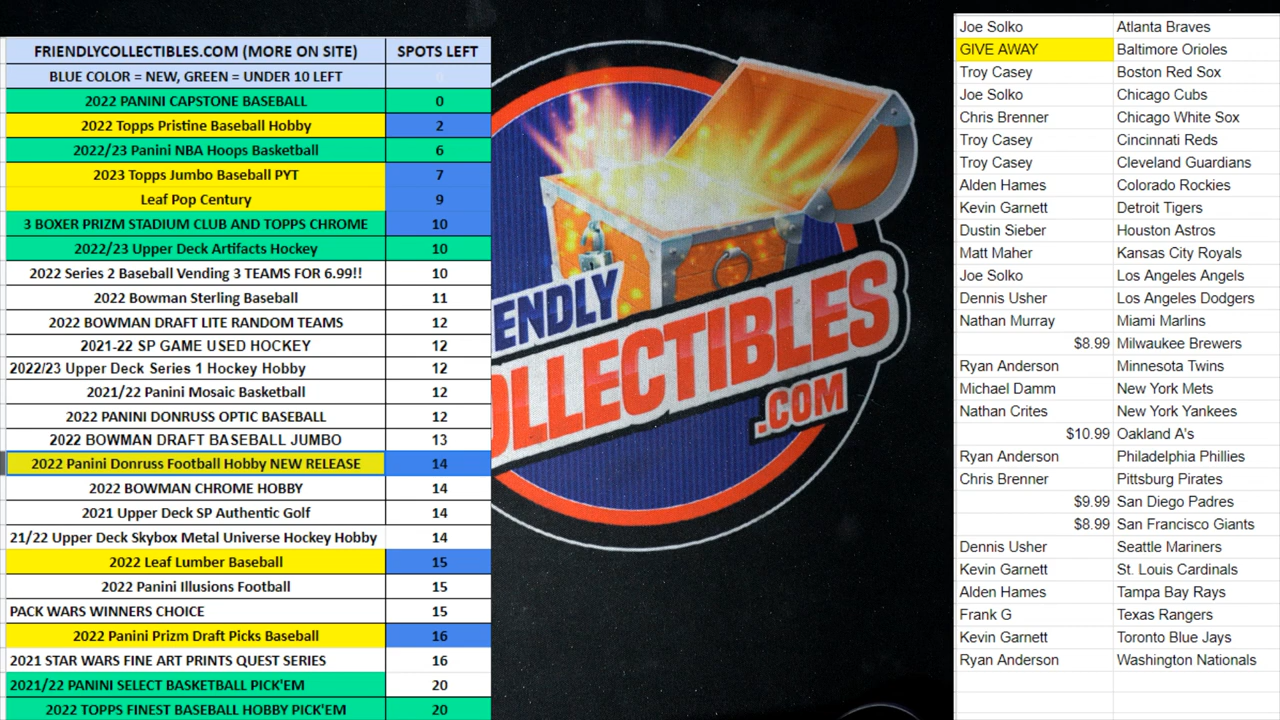 FRIENDLYCOLLECTIBLES.COM (MORE ON SITE) SPOTS LEFT
BLUE COLOR = NEW, GREEN = UNDER 10 LEFT 0
2022 PANINI CAPSTONE BASEBALL 0
2022 Topps Pristine Baseball Hobby 2
2022/23 Panini NBA Hoops Basketball 6
2023 Topps Jumbo Baseball PYT 7
Leaf Pop Century 9
3 BOXER PRIZM STADIUM CLUB AND TOPPS CHROME 10
2022/23 Upper Deck Artifacts Hockey 10
2022 Series 2 Baseball Vending 3 TEAMS FOR 6.99!! 10
2022 Bowman Sterling Baseball 11
2022 BOWMAN DRAFT LITE RANDOM TEAMS 12
2021-22 SP GAME USED HOCKEY 12
2022/23 Upper Deck Series 1 Hockey Hobby 12
2021/22 Panini Mosaic Basketball 12
2022 PANINI DONRUSS OPTIC BASEBALL 12
2022 BOWMAN DRAFT BASEBALL JUMBO 13
2022 Panini Donruss Football Hobby NEW RELEASE 14
2022 BOWMAN CHROME HOBBY 14
2021 Upper Deck SP Authentic Golf 14
21/22 Upper Deck Skybox Metal Universe Hockey Hobby 14
2022 Leaf Lumber Baseball 15
2022 Panini Illusions Football 15
PACK WARS WINNERS CHOICE 15
2022 Panini Prizm Draft Picks Baseball 16
2021 STAR WARS FINE ART PRINTS QUEST SERIES 16
2021/22 PANINI SELECT BASKETBALL PICK'EM 20
2022 TOPPS FINEST BASEBALL HOBBY PICK'EM 20
ENDLY
OLLECTIBLES
.COM
Joe Solko Atlanta Braves
GIVE AWAY Baltimore Orioles
Troy Casey Boston Red Sox
Joe Solko Chicago Cubs
Chris Brenner Chicago White Sox
Troy Casey Cincinnati Reds
Troy Casey Cleveland Guardians
Alden Hames Colorado Rockies
Kevin Garnett Detroit Tigers
Dustin Sieber Houston Astros
Matt Maher Kansas City Royals
Joe Solko Los Angeles Angels
Dennis Usher Los Angeles Dodgers
Nathan Murray Miami Marlins
$8.99 Milwaukee Brewers
Ryan Anderson Minnesota Twins
Michael Damm New York Mets
Nathan Crites New York Yankees
$10.99 Oakland A's
Ryan Anderson Philadelphia Phillies
Chris Brenner Pittsburg Pirates
$9.99 San Diego Padres
$8.99 San Francisco Giants
Dennis Usher Seattle Mariners
Kevin Garnett St. Louis Cardinals
Alden Hames Tampa Bay Rays
Frank G Texas Rangers
Kevin Garnett Toronto Blue Jays
Ryan Anderson Washington Nationals